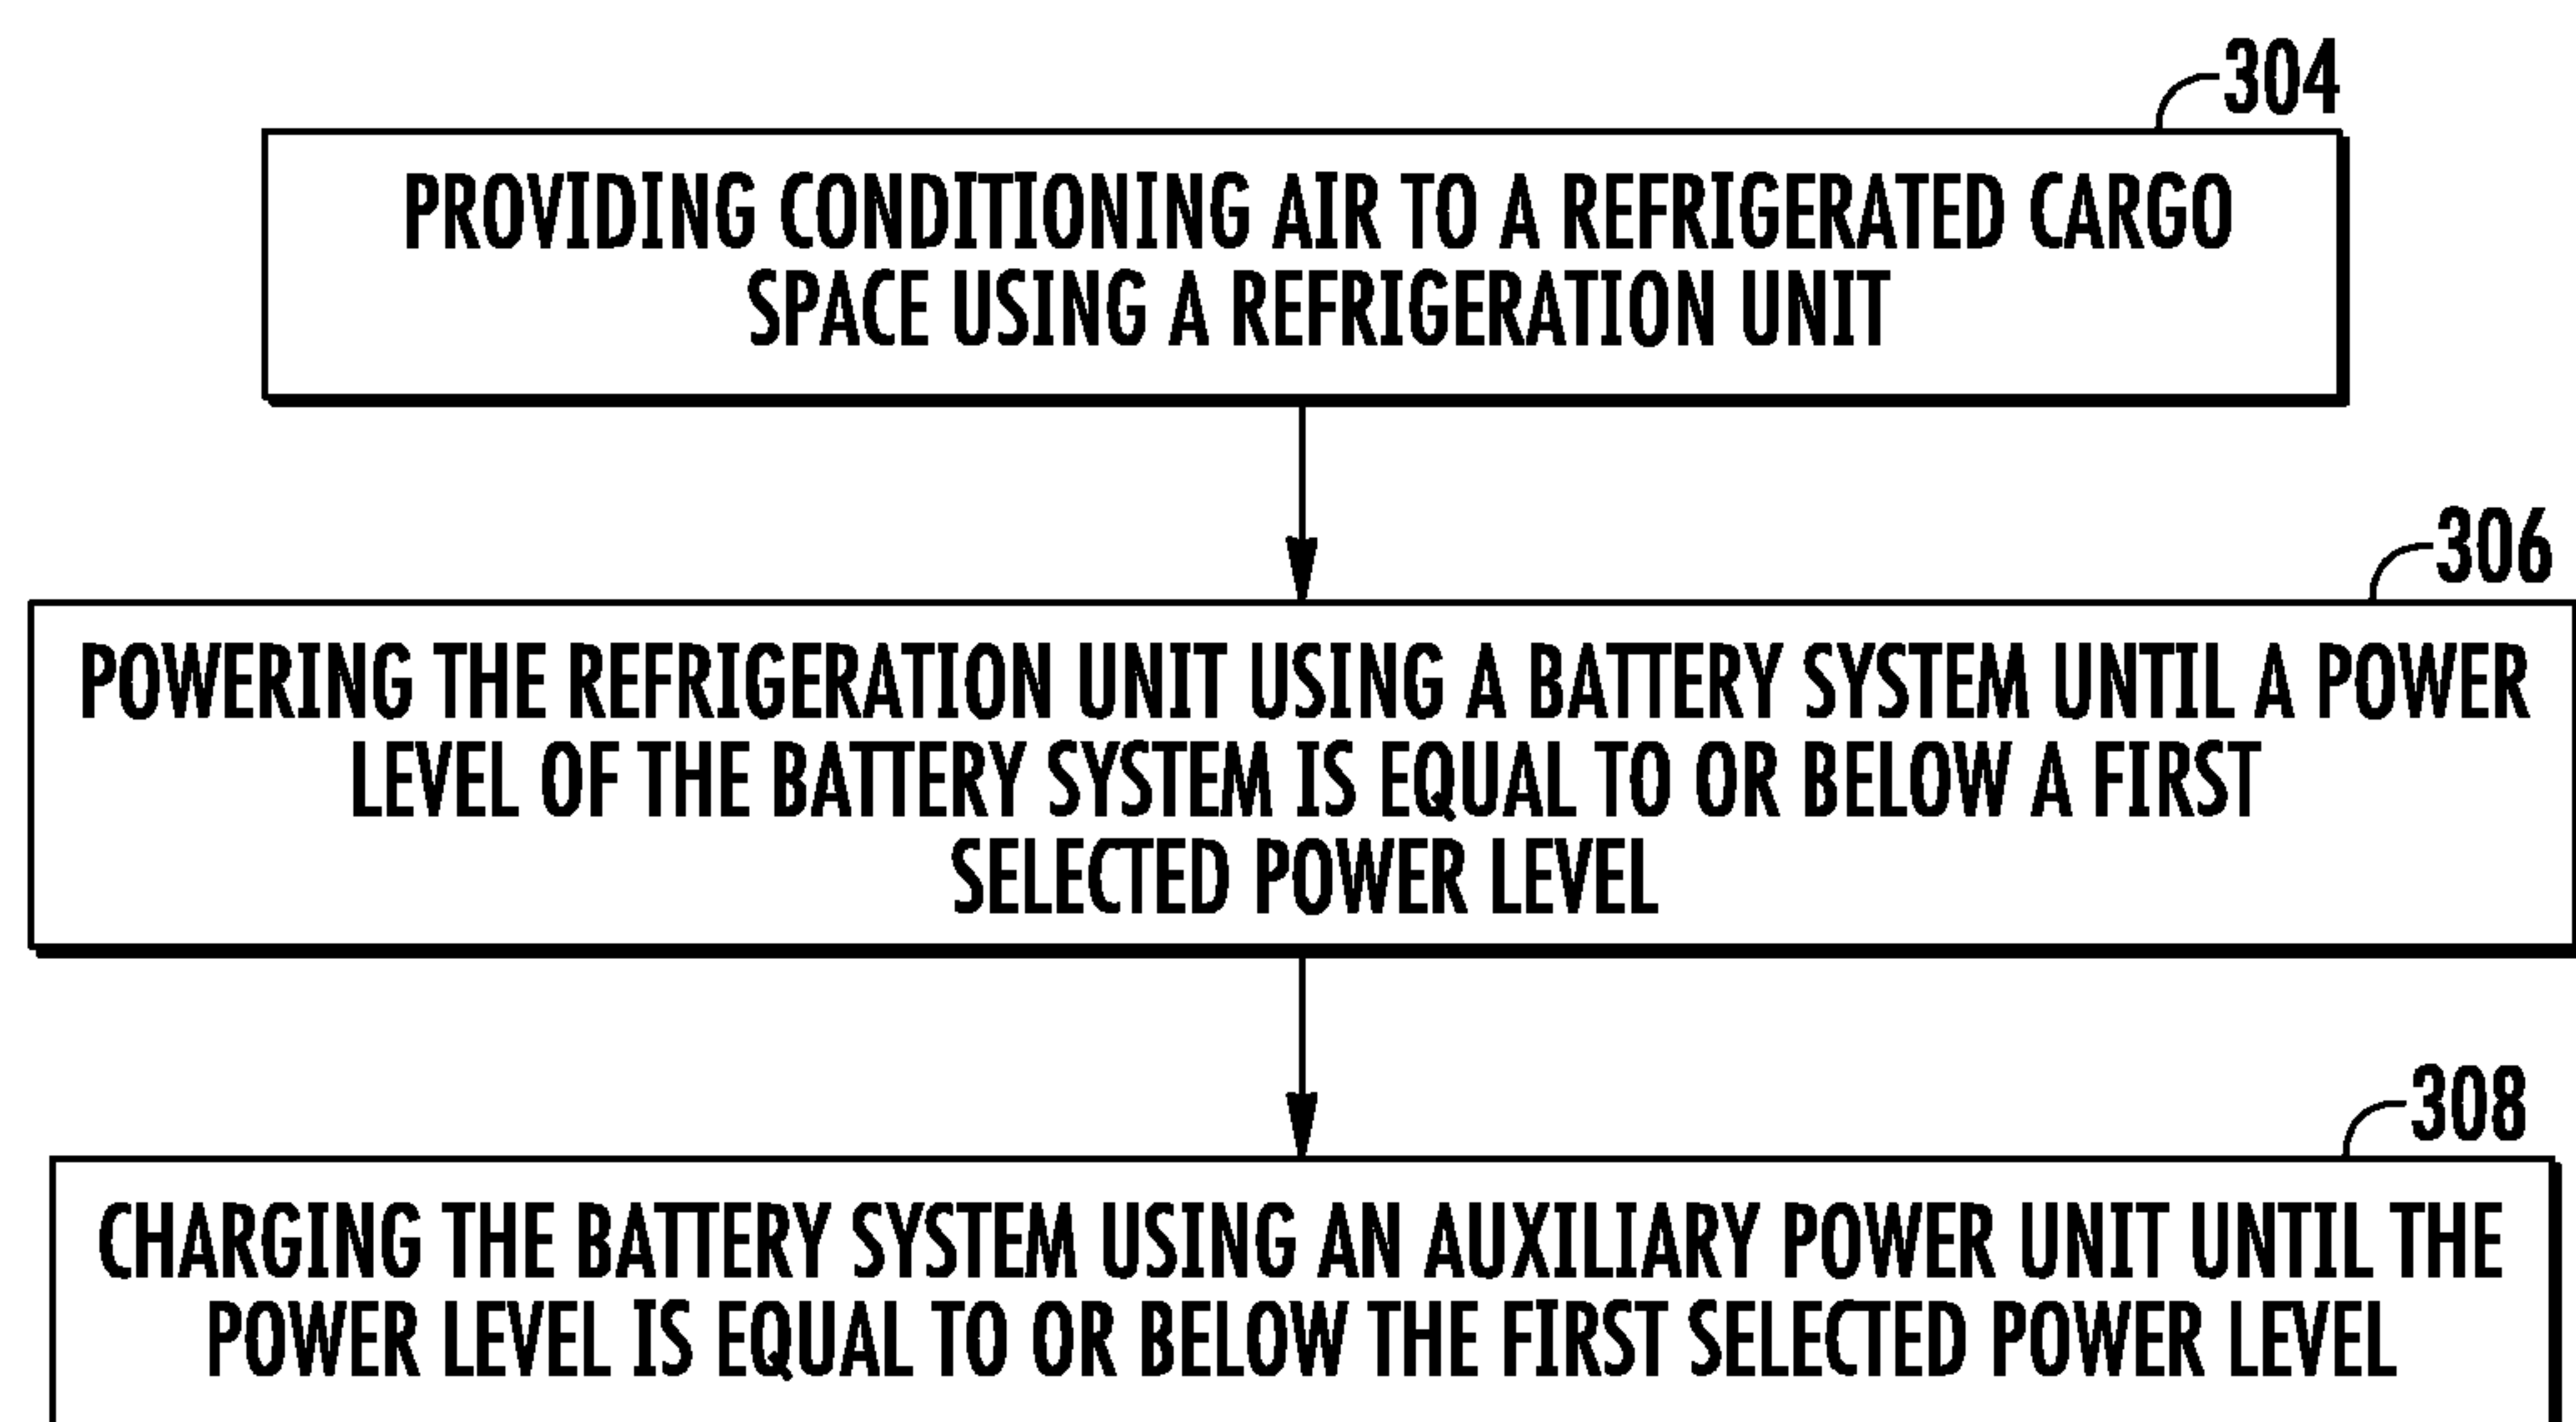 304
PROVIDING CONDITIONING AIR TO A REFRIGERATED CARGO
SPACE USING A REFRIGERATION UNIT
306
POWERING THE REFRIGERATION UNIT USING A BATTERY SYSTEM UNTIL A POWER
LEVEL OF THE BATTERY SYSTEM IS EQUAL TO OR BELOW A FIRST
SELECTED POWER LEVEL
308
CHARGING THE BATTERY SYSTEM USING AN AUXILIARY POWER UNIT UNTIL THE
POWER LEVEL IS EQUAL TO OR BELOW THE FIRST SELECTED POWER LEVEL